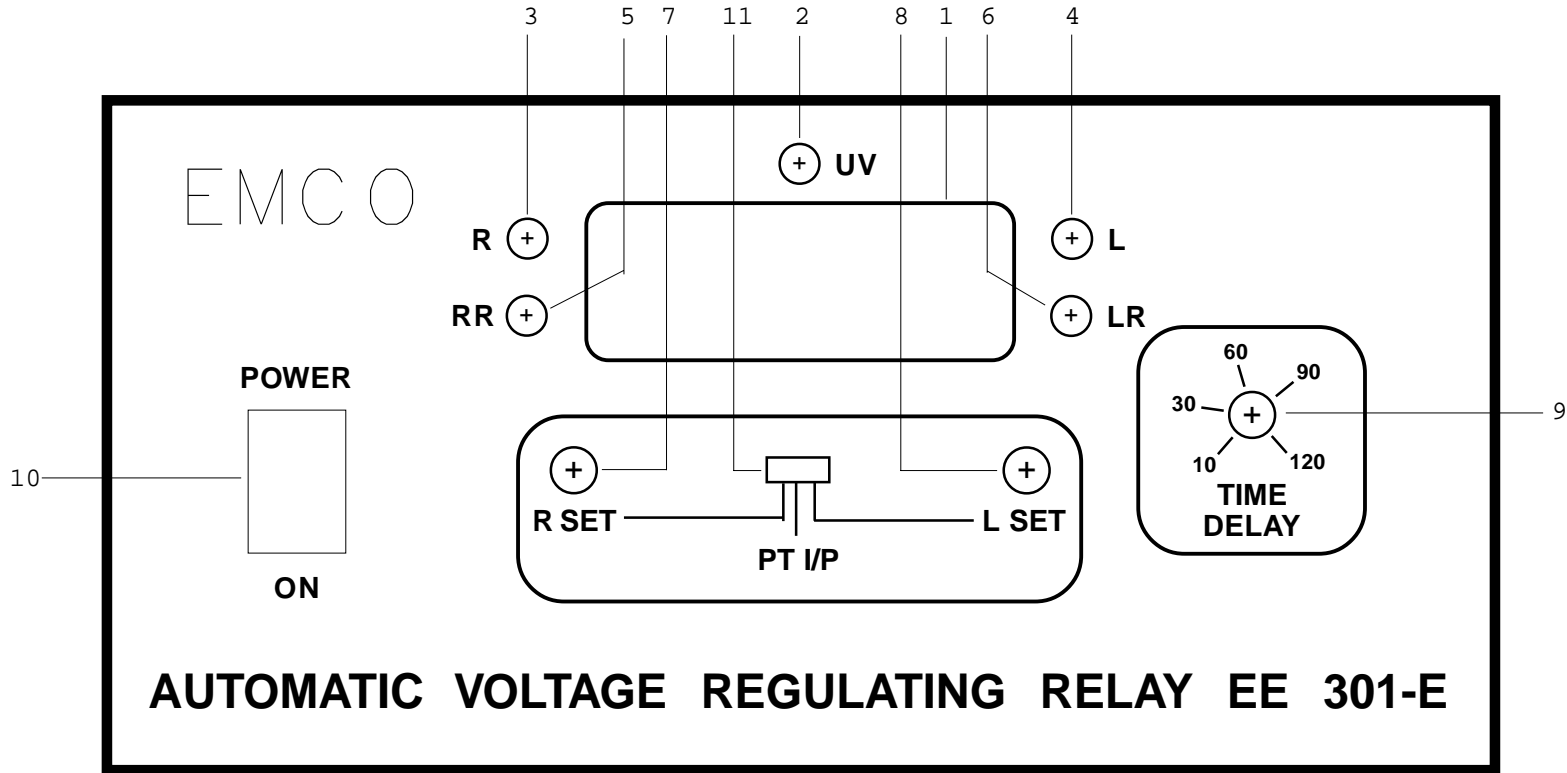 3 5 7 11 2 8 1 6 4
UV
EMCO
R
L
RR
LR
60
90
30
9
10
120
TIME
DELAY
POWER
10
ON
R SET
L SET
PT I/P
AUTOMATIC VOLTAGE REGULATING RELAY EE 301-E